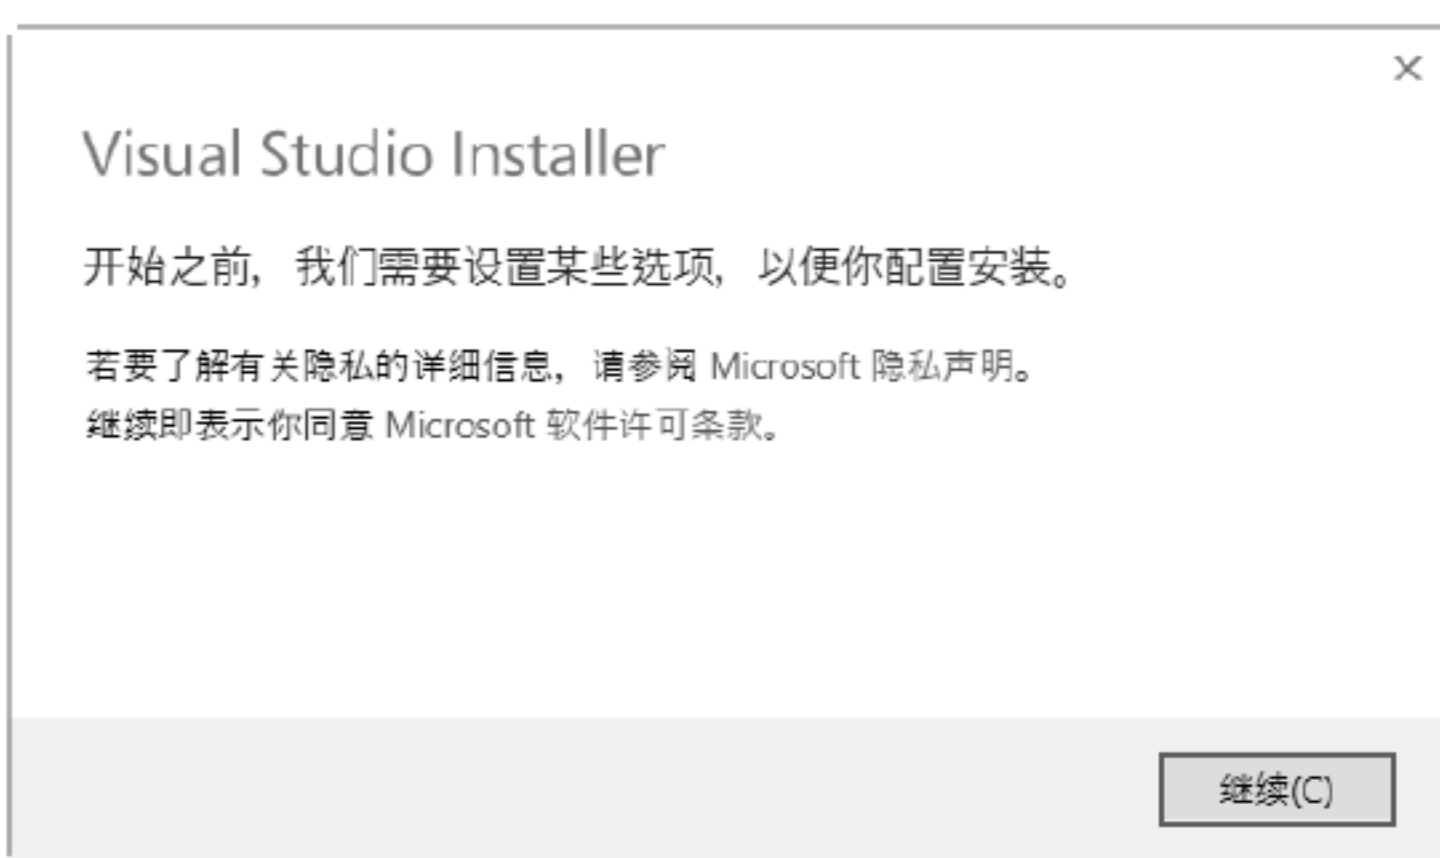 Visual Studio Installer
开始之前，我们需要设置某些选项，以便你配置安装。
若要了解有关隐私的详细信息，请参阅 Microsoft 隐私声明。
继续即表示你同意 Microsoft 软件许可条款。
继续(C)